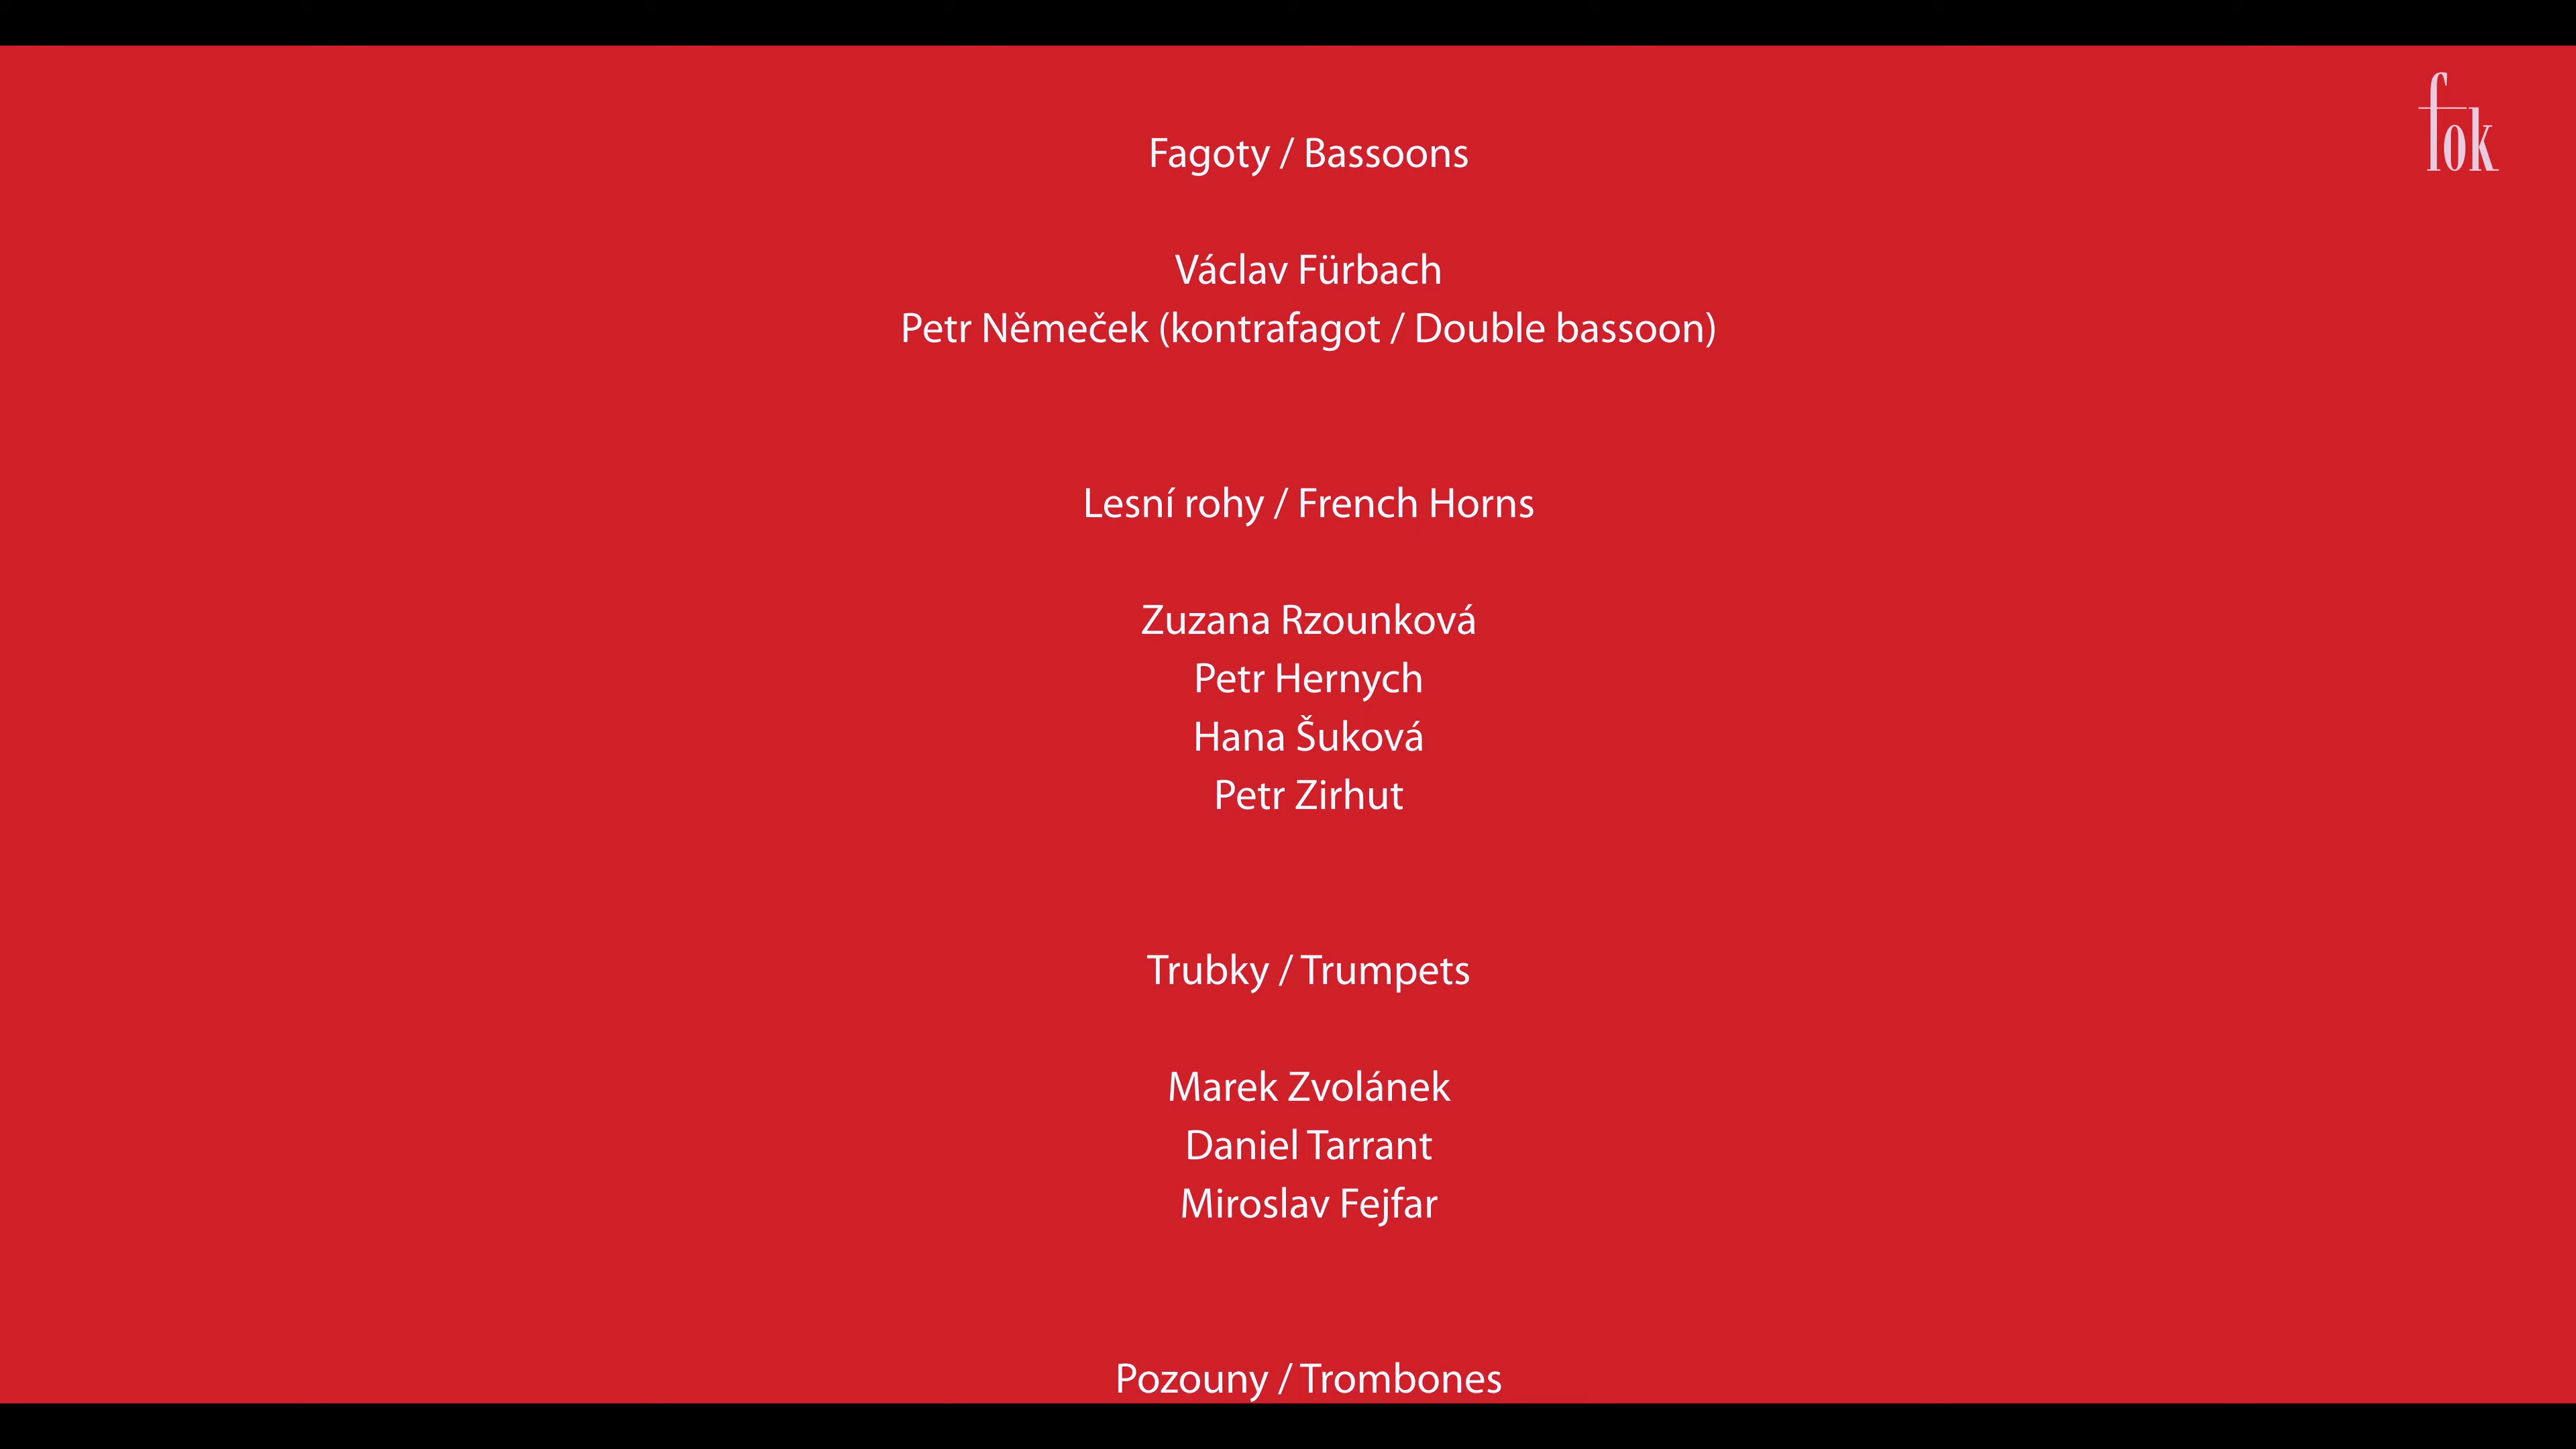 fok
Fagoty / Bassoons
Václav Fürbach
Petr Němeček (kontrafagot / Double bassoon)
Lesní rohy / French Horns
Zuzana Rzounková
Petr Hernych
Hana Šuková
Petr Zirhut
Trubky / Trumpets
Marek Zvolánek
Daniel Tarrant
Miroslav Fejfar
Pozouny / Trombones